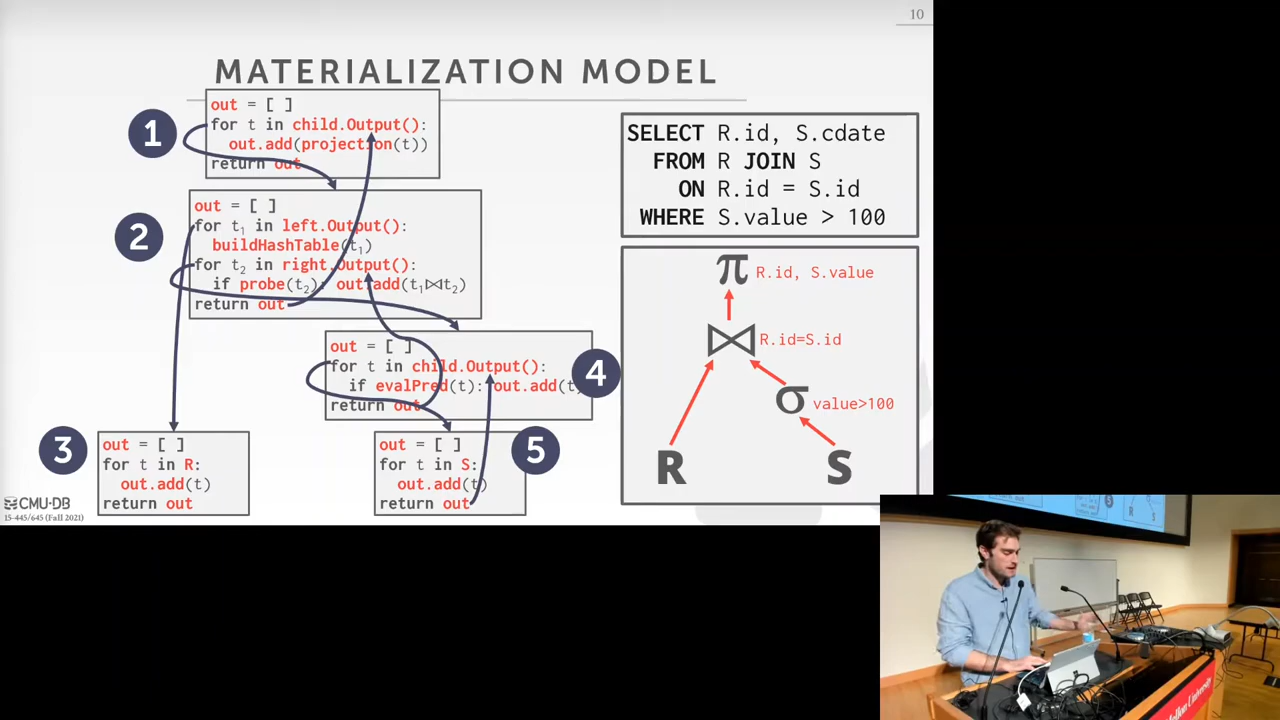 10
MATERIALIZATION MODEL
1
out = [ ]
for t in child.Output():
out.add(projection(t))
return out
2
out = [ ]
for t₁ in left.Output():
buildHashTable(t₁)
for t₂ in right.Output():
if probe(t₂): out.add(t₁⋈t₂)
return out
4
out = [ ]
for t in child.Output():
if evalPred(t): out.add(t
return out
3
out = [ ]
for t in R:
out.add(t)
return out
5
out = [ ]
for t in S:
out.add(t)
return out
SELECT R.id, S.cdate
FROM R JOIN S
ON R.id = S.id
WHERE S.value > 100
π R.id, S.value
⋈ R.id=S.id
σ value>100
R S
CMU·DB
15-445/645 (Fall 2021)
Mellon University